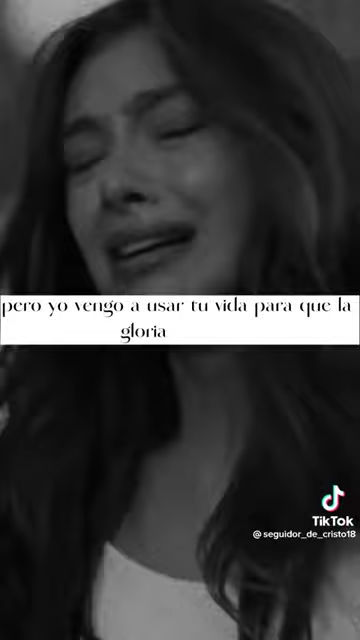 pero yo vengo a usar tu vida para que la
gloria
TikTok
@seguidor_de_cristo18